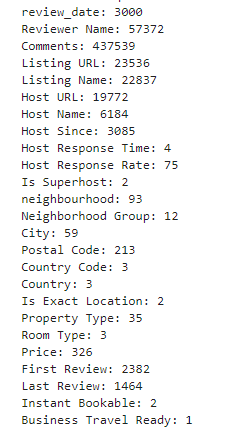 review_date: 3000
Reviewer Name: 57372
Comments: 437539
Listing URL: 23536
Listing Name: 22837
Host URL: 19772
Host Name: 6184
Host Since: 3085
Host Response Time: 4
Host Response Rate: 75
Is Superhost: 2
neighbourhood: 93
Neighborhood Group: 12
City: 59
Postal Code: 213
Country Code: 3
Country: 3
Is Exact Location: 2
Property Type: 35
Room Type: 3
Price: 326
First Review: 2382
Last Review: 1464
Instant Bookable: 2
Business Travel Ready: 1